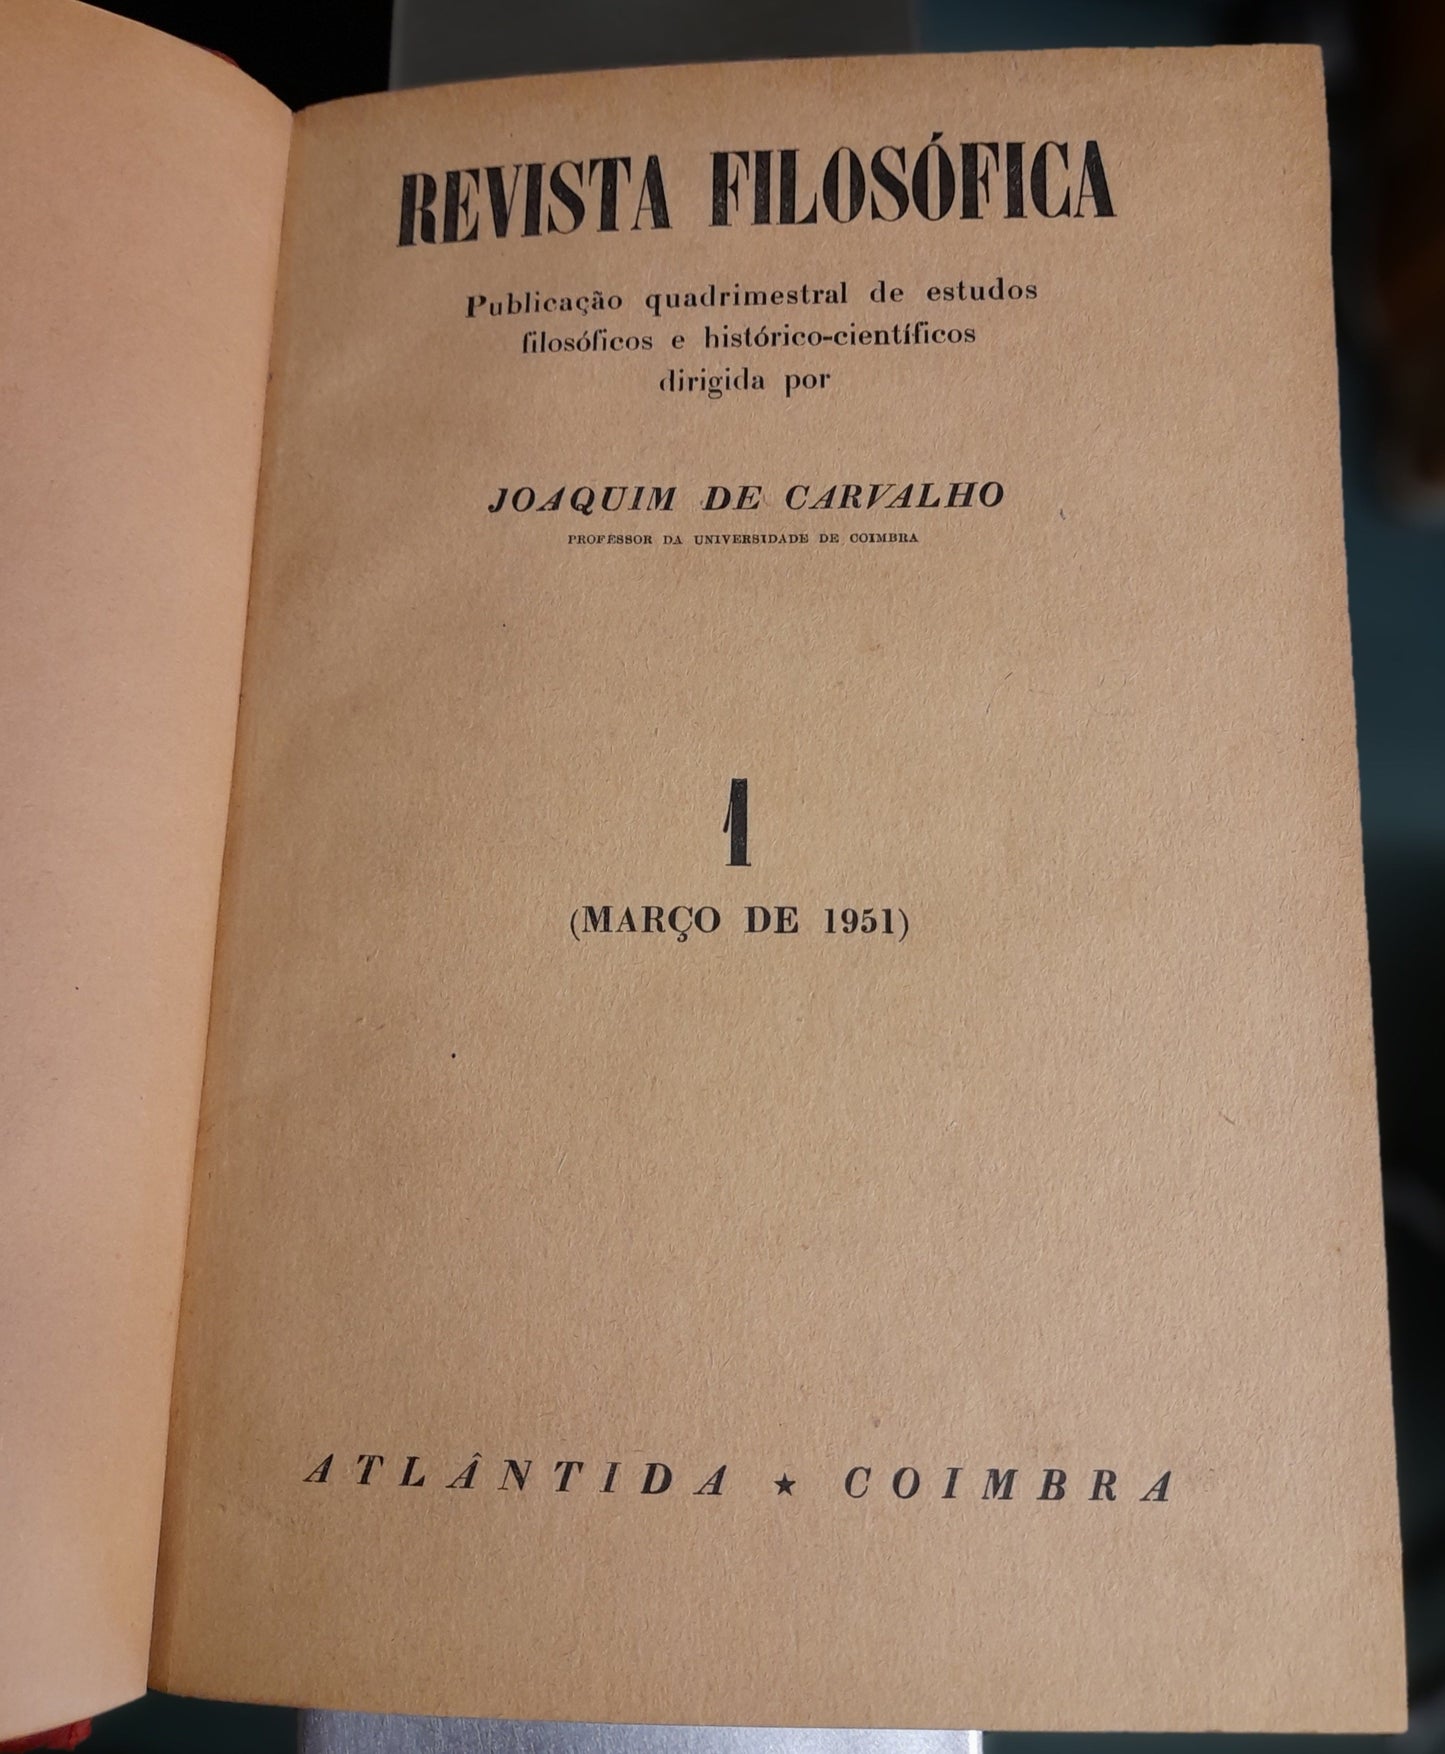 REVISTA FILOSÓFICA
Publicação quadrimestral de estudos
filosóficos e histórico-científicos
dirigida por
JOAQUIM DE CARVALHO
PROFESSOR DA UNIVERSIDADE DE COIMBRA
1
(MARÇO DE 1951)
ATLÂNTIDA ★ COIMBRA